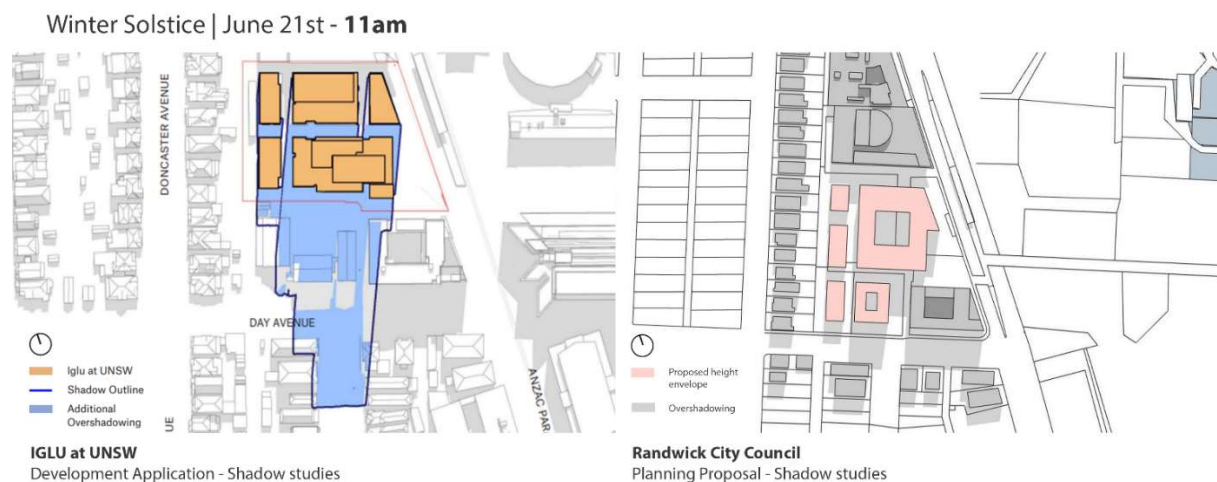 Winter Solstice | June 21st - 11am
DONCASTER AVENUE
DAY AVENUE
UE
ANZAC PAR
Iglu at UNSW
Shadow Outline
Additional
Overshadowing
Proposed height
envelope
Overshadowing
IGLU at UNSW
Development Application - Shadow studies
Randwick City Council
Planning Proposal - Shadow studies